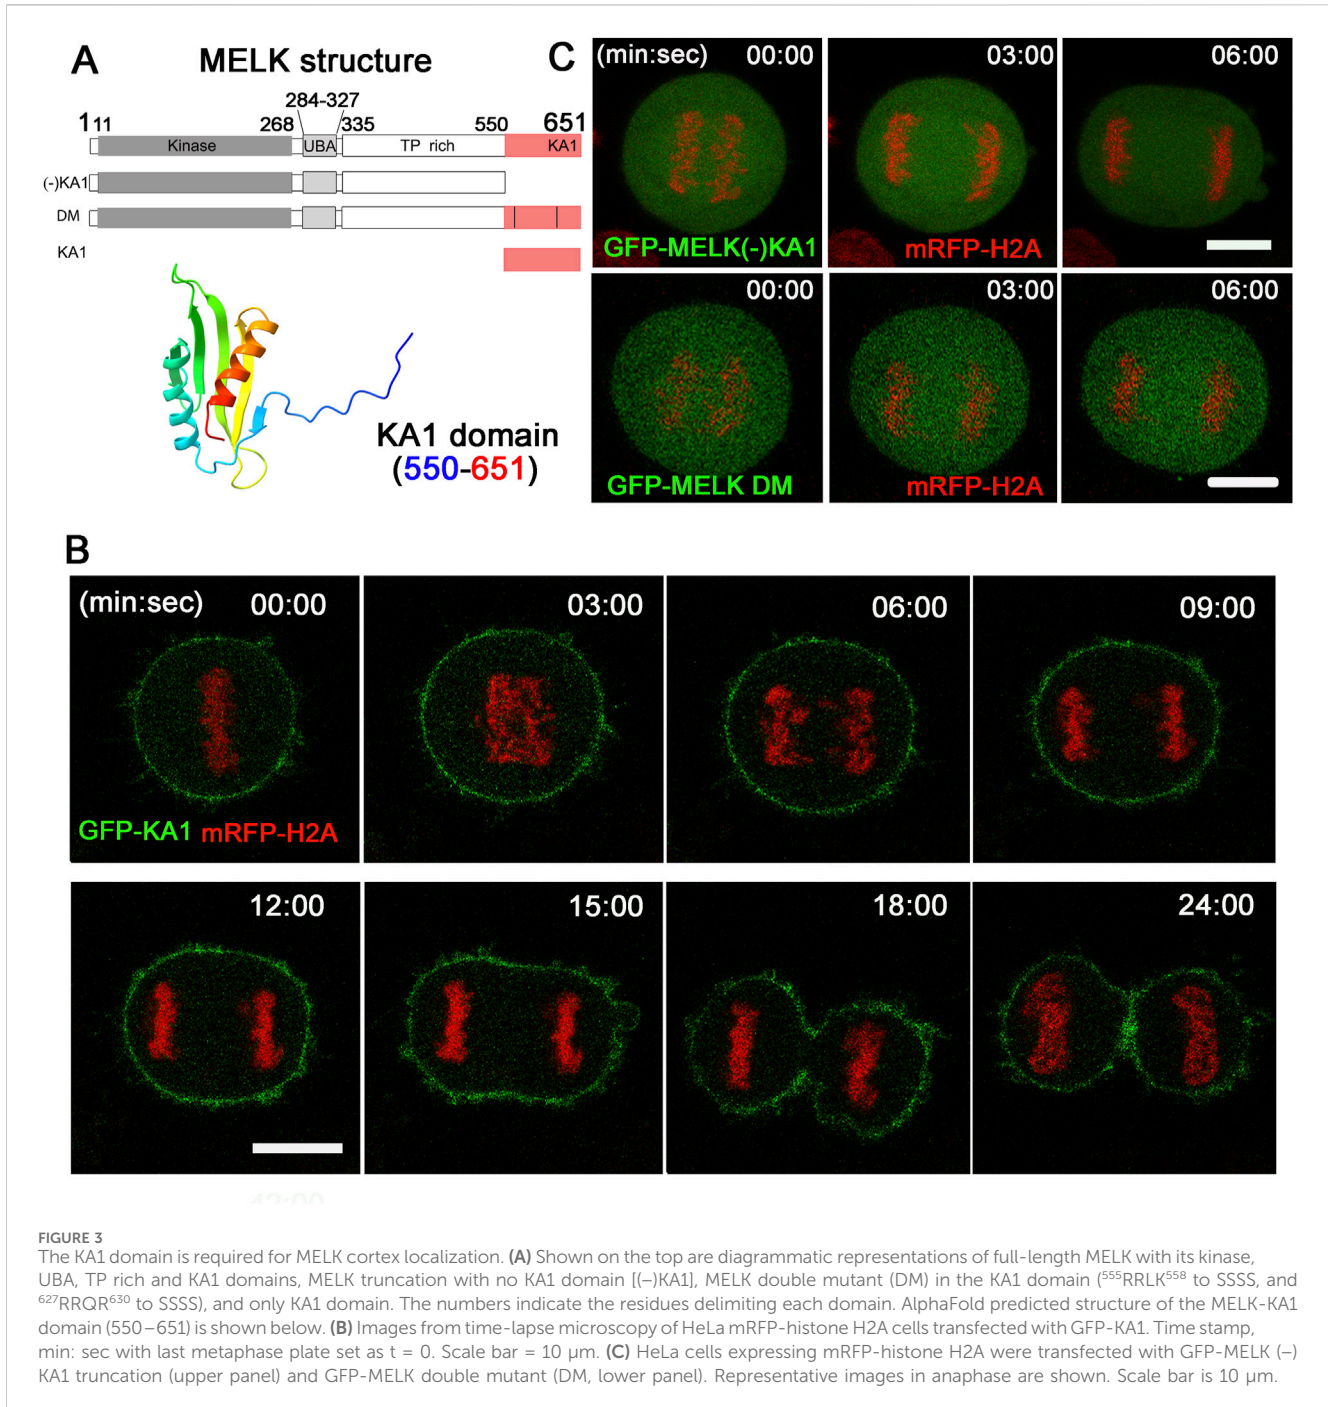 A
MELK structure
284-327
1 11 268 335 550 651
Kinase UBA TP rich KA1
(-)KA1
DM
KA1
KA1 domain
(550-651)
C
(min:sec) 00:00 03:00 06:00
GFP-MELK(-)KA1 mRFP-H2A
00:00 03:00 06:00
GFP-MELK DM mRFP-H2A
B
(min:sec) 00:00 03:00 06:00 09:00
GFP-KA1 mRFP-H2A
12:00 15:00 18:00 24:00
FIGURE 3
The KA1 domain is required for MELK cortex localization. (A) Shown on the top are diagrammatic representations of full-length MELK with its kinase,
UBA, TP rich and KA1 domains, MELK truncation with no KA1 domain [(−)KA1], MELK double mutant (DM) in the KA1 domain (⁵⁵⁵RRLK⁵⁵⁸ to SSSS, and
⁶²⁷RRQR⁶³⁰ to SSSS), and only KA1 domain. The numbers indicate the residues delimiting each domain. AlphaFold predicted structure of the MELK-KA1
domain (550–651) is shown below. (B) Images from time-lapse microscopy of HeLa mRFP-histone H2A cells transfected with GFP-KA1. Time stamp,
min: sec with last metaphase plate set as t = 0. Scale bar = 10 μm. (C) HeLa cells expressing mRFP-histone H2A were transfected with GFP-MELK (−)
KA1 truncation (upper panel) and GFP-MELK double mutant (DM, lower panel). Representative images in anaphase are shown. Scale bar is 10 μm.